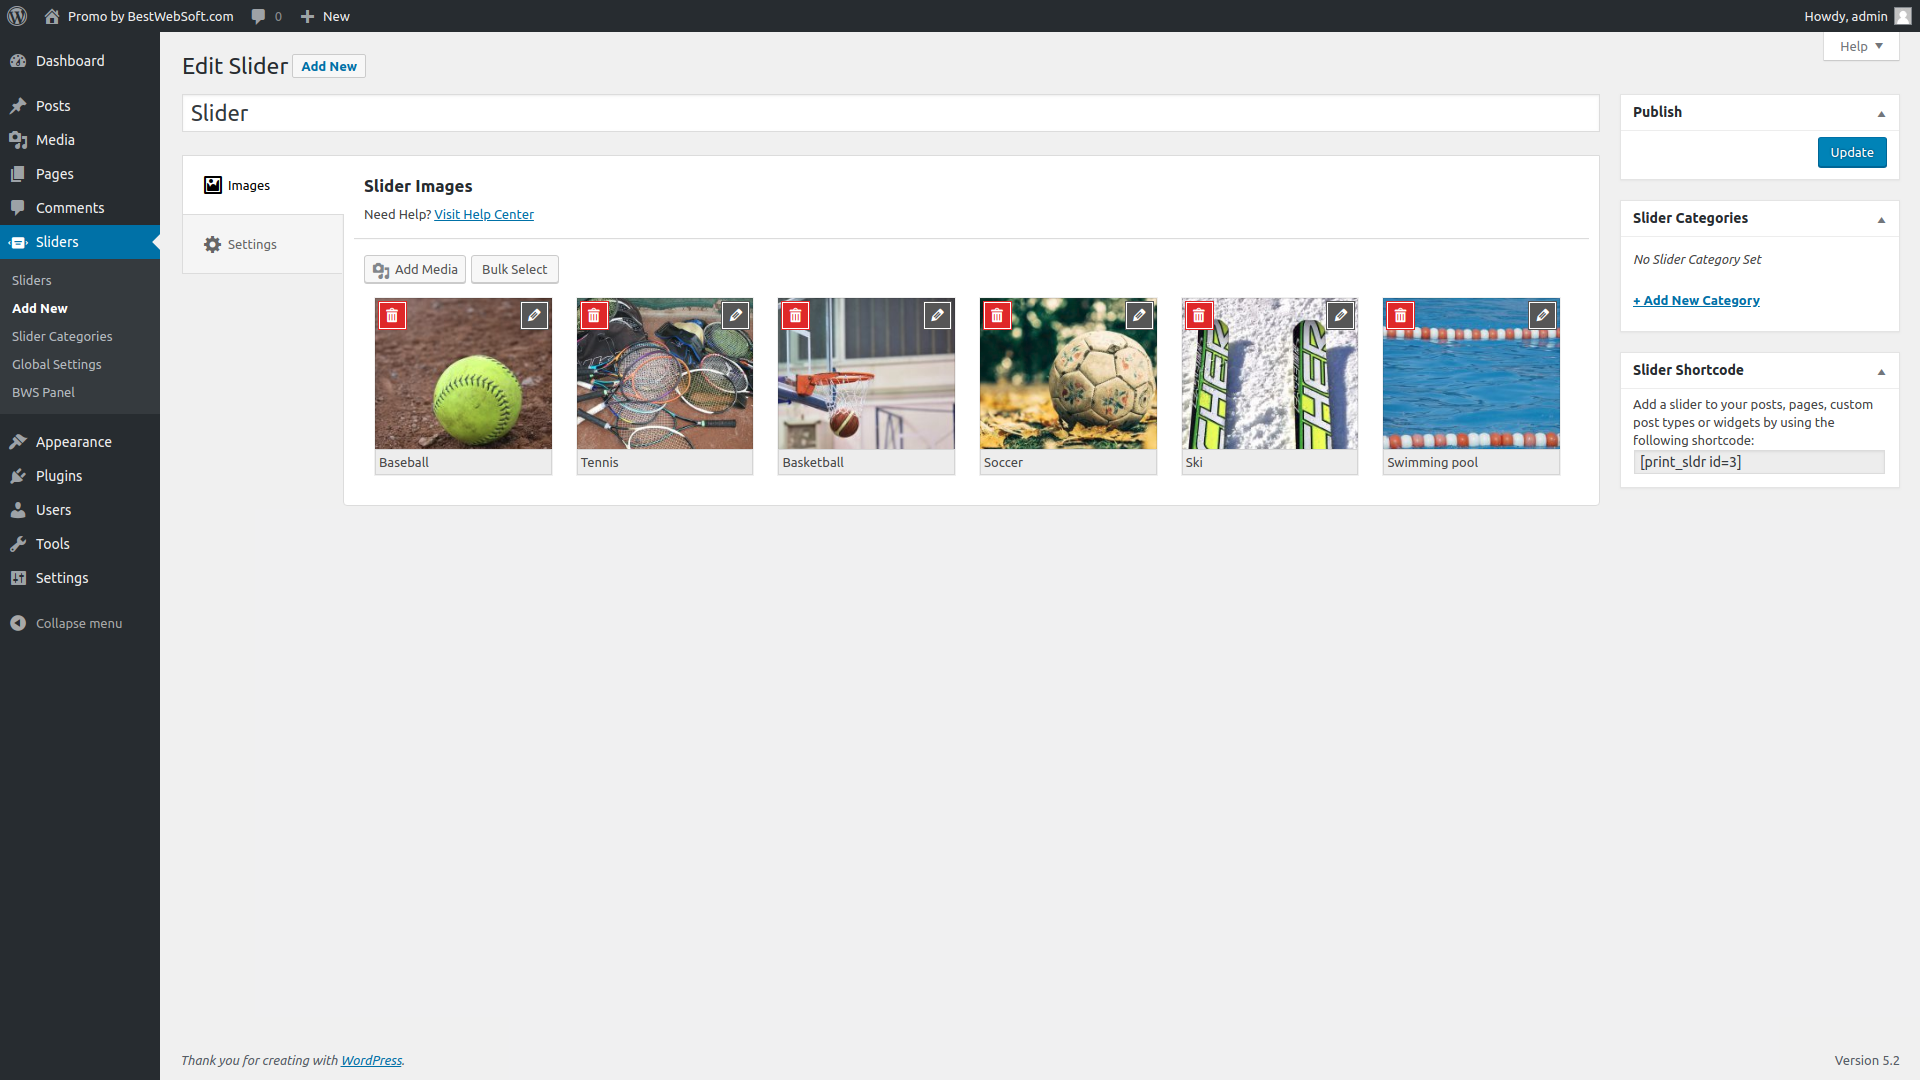 Promo by BestWebSoft.com 0 New Howdy, admin
Help
Dashboard
Posts
Media
Pages
Comments
Sliders
Sliders
Add New
Slider Categories
Global Settings
BWS Panel
Appearance
Plugins
Users
Tools
Settings
Collapse menu
Edit Slider Add New
Slider
Images
Settings
Slider Images
Need Help? Visit Help Center
Add Media Bulk Select
CHER CHER
Baseball Tennis Basketball Soccer Ski Swimming pool
Publish
Update
Slider Categories
No Slider Category Set
+ Add New Category
Slider Shortcode
Add a slider to your posts, pages, custom
post types or widgets by using the
following shortcode:
[print_sldr id=3]
Thank you for creating with WordPress. Version 5.2